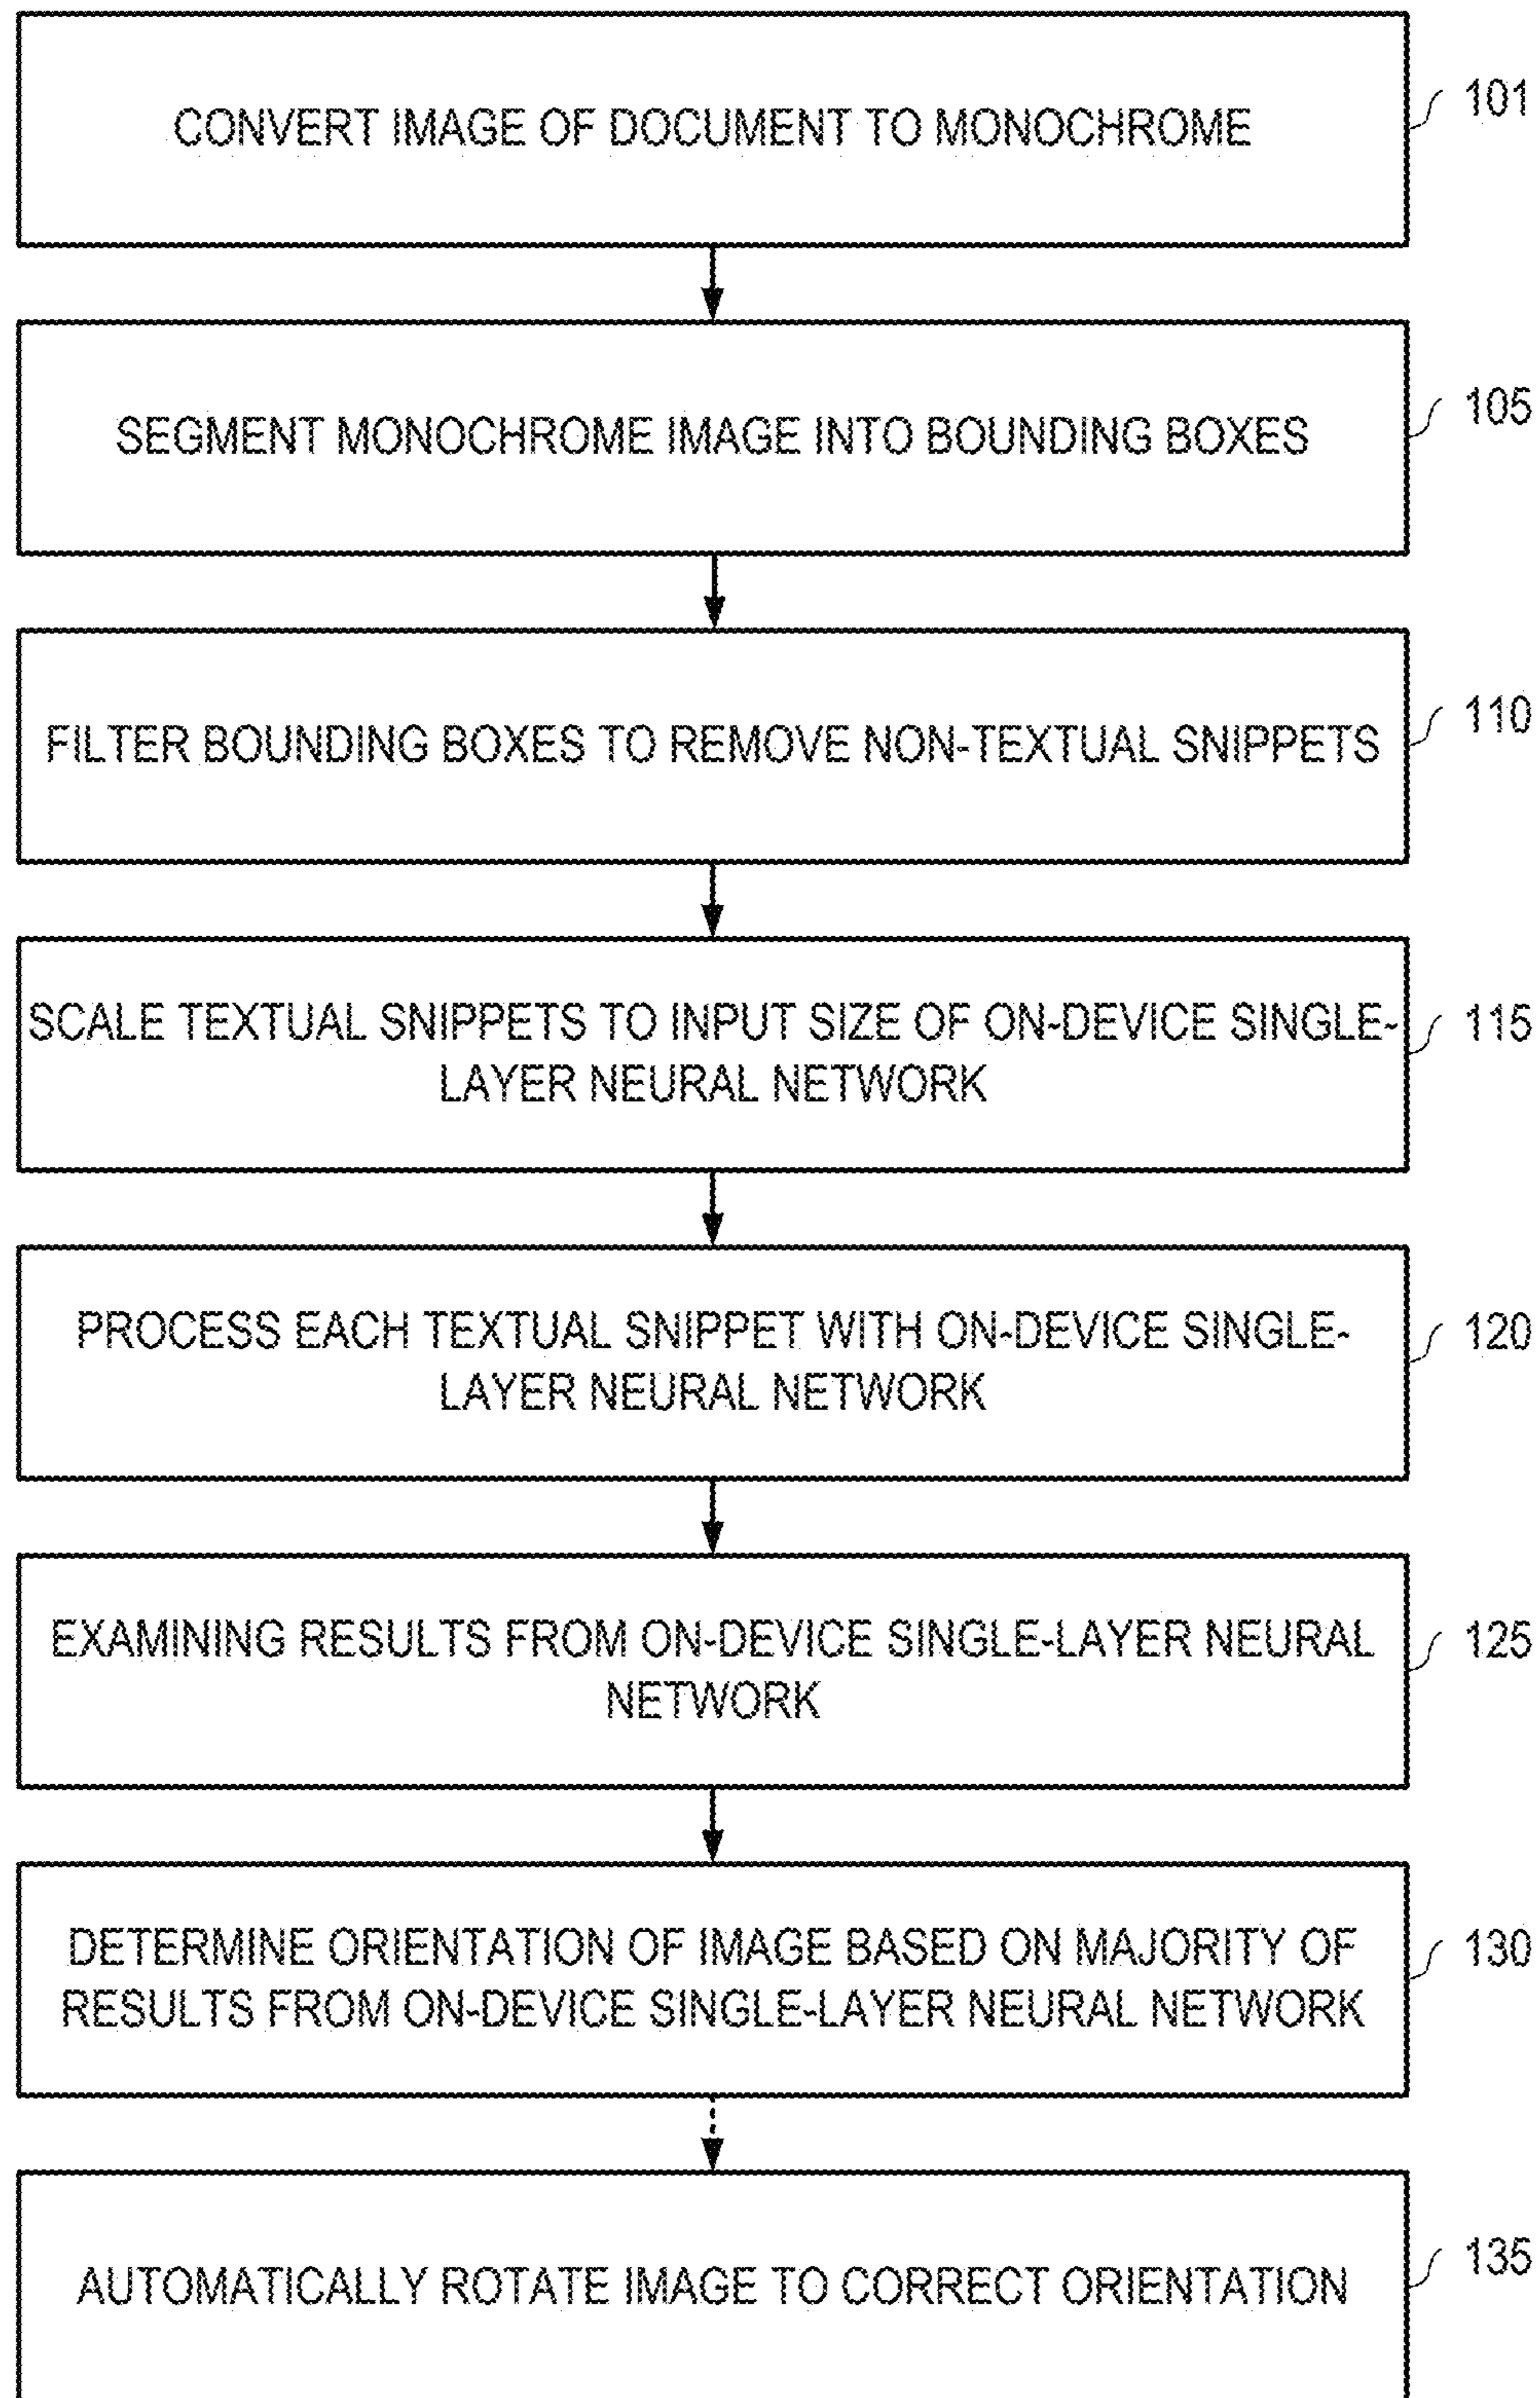 CONVERT IMAGE OF DOCUMENT TO MONOCHROME
101
SEGMENT MONOCHROME IMAGE INTO BOUNDING BOXES
105
FILTER BOUNDING BOXES TO REMOVE NON-TEXTUAL SNIPPETS
110
SCALE TEXTUAL SNIPPETS TO INPUT SIZE OF ON-DEVICE SINGLE-
LAYER NEURAL NETWORK
115
PROCESS EACH TEXTUAL SNIPPET WITH ON-DEVICE SINGLE-
LAYER NEURAL NETWORK
120
EXAMINING RESULTS FROM ON-DEVICE SINGLE-LAYER NEURAL
NETWORK
125
DETERMINE ORIENTATION OF IMAGE BASED ON MAJORITY OF
RESULTS FROM ON-DEVICE SINGLE-LAYER NEURAL NETWORK
130
AUTOMATICALLY ROTATE IMAGE TO CORRECT ORIENTATION
135